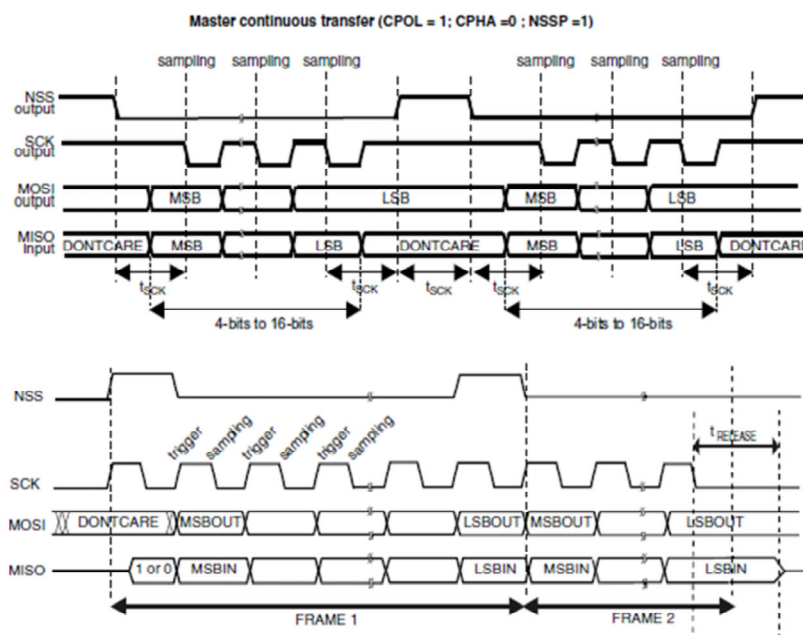 Master continuous transfer (CPOL = 1; CPHA =0 ; NSSP =1)
sampling sampling sampling sampling sampling sampling
NSS
output
SCK
output
MOSI
output
MSB LSB MSB LSB
MISO
Input
DONTCARE MSB LSB DONTCARE MSB LSB DONTCARE
tSCK tSCK tSCK tSCK tSCK
4-bits to 16-bits 4-bits to 16-bits
NSS
trigger sampling trigger sampling trigger sampling
tRELEASE
SCK
MOSI
DONTCARE MSBOUT LSBOUT MSBOUT LSBOUT
MISO
1 or 0 MSBIN LSBIN MSBIN LSBIN
FRAME 1 FRAME 2